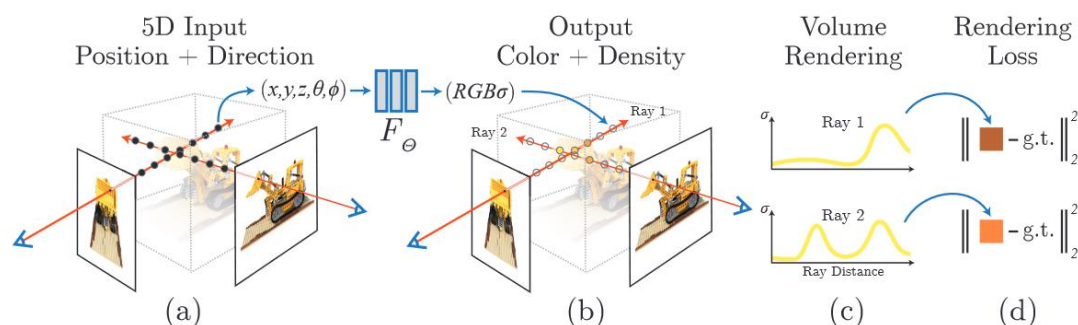 5D Input
Position + Direction
Output
Color + Density
Volume
Rendering
Rendering
Loss
(x,y,z,θ,ϕ)
F_Θ
(RGBσ)
Ray 1
Ray 2
σ
Ray 1
σ
Ray 2
Ray Distance
‖ - g.t. ‖₂²
‖ - g.t. ‖₂²
(a)
(b)
(c)
(d)